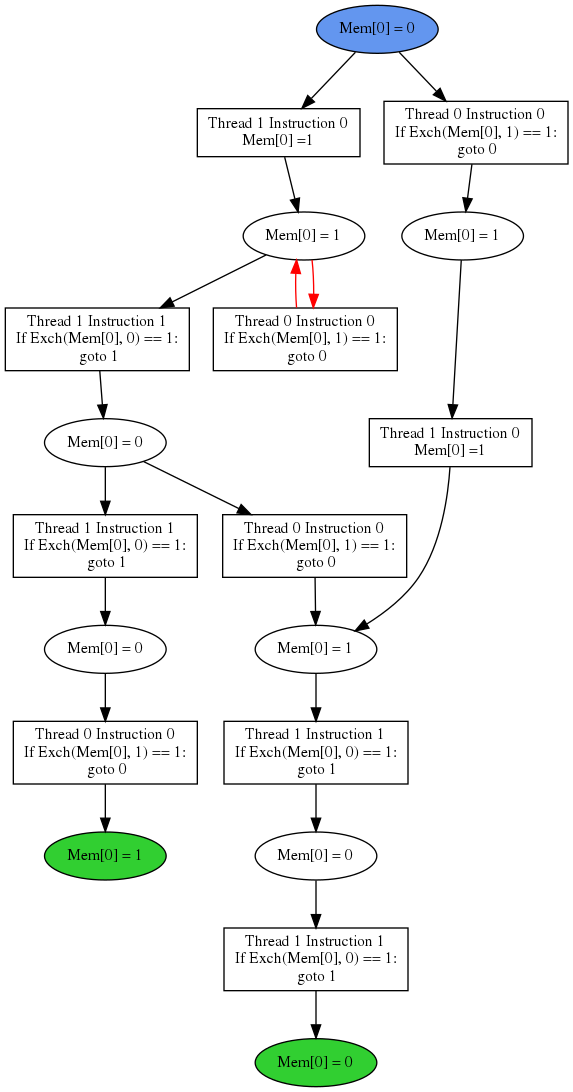 Mem[0] = 0
Thread 1 Instruction 0
Mem[0] =1
Thread 0 Instruction 0
If Exch(Mem[0], 1) == 1:
goto 0
Mem[0] = 1
Mem[0] = 1
Thread 1 Instruction 1
If Exch(Mem[0], 0) == 1:
goto 1
Thread 0 Instruction 0
If Exch(Mem[0], 1) == 1:
goto 0
Mem[0] = 0
Thread 1 Instruction 0
Mem[0] =1
Thread 1 Instruction 1
If Exch(Mem[0], 0) == 1:
goto 1
Thread 0 Instruction 0
If Exch(Mem[0], 1) == 1:
goto 0
Mem[0] = 0
Mem[0] = 1
Thread 0 Instruction 0
If Exch(Mem[0], 1) == 1:
goto 0
Thread 1 Instruction 1
If Exch(Mem[0], 0) == 1:
goto 1
Mem[0] = 1
Mem[0] = 0
Thread 1 Instruction 1
If Exch(Mem[0], 0) == 1:
goto 1
Mem[0] = 0